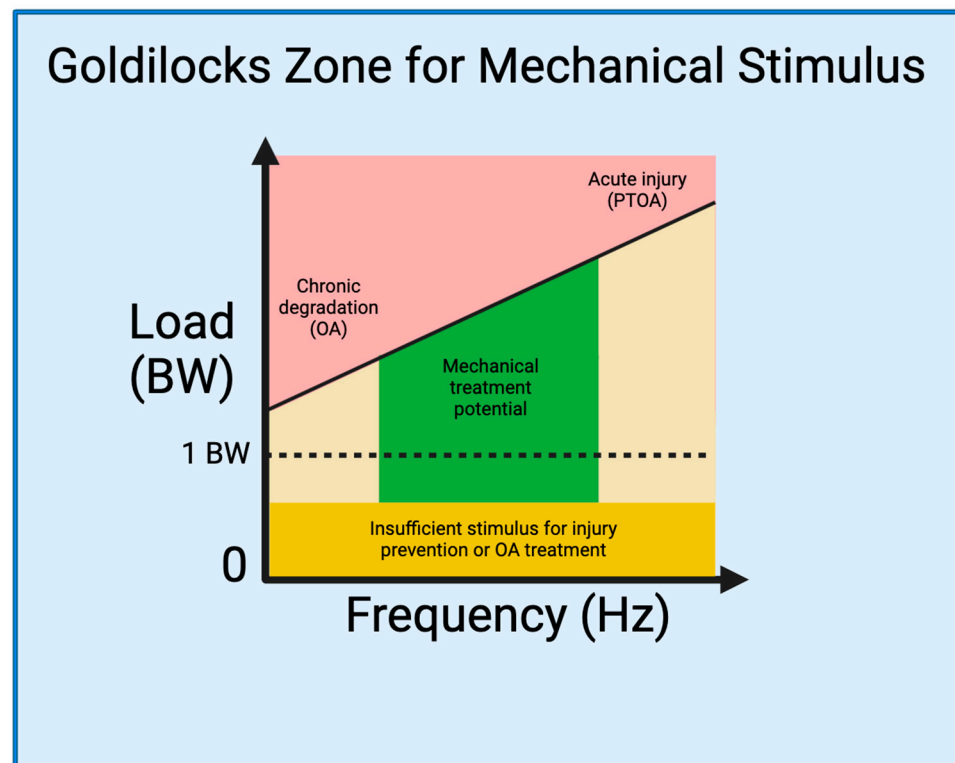 Goldilocks Zone for Mechanical Stimulus
Acute injury
(PTOA)
Chronic
degradation
(OA)
Load
(BW)
Mechanical
treatment
potential
1 BW
Insufficient stimulus for injury
prevention or OA treatment
0
Frequency (Hz)